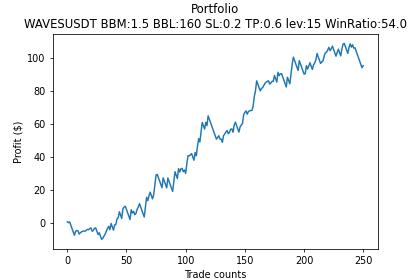 Portfolio
WAVESUSDT BBM:1.5 BBL:160 SL:0.2 TP:0.6 lev:15 WinRatio:54.0
Profit ($)
100
80
60
40
20
0
0 50 100 150 200 250
Trade counts